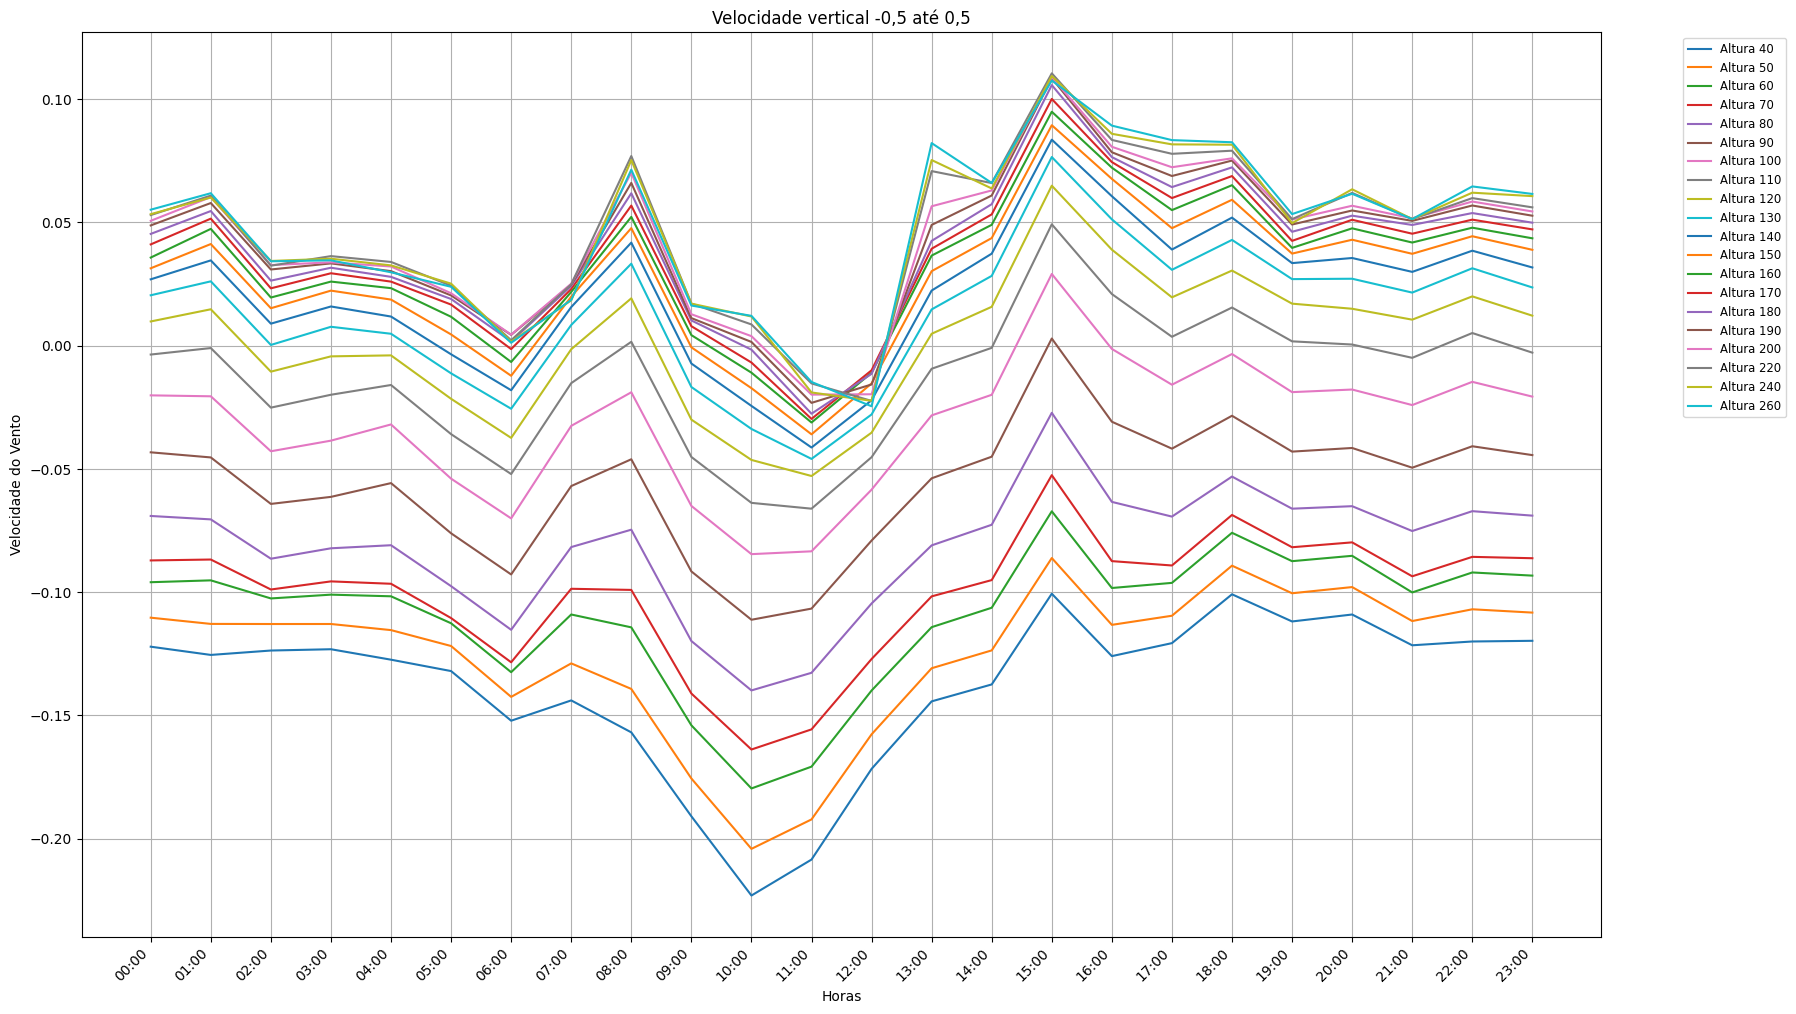 Velocidade vertical -0,5 até 0,5
Velocidade do Vento
0.10
0.05
0.00
−0.05
−0.10
−0.15
−0.20
00:00
01:00
02:00
03:00
04:00
05:00
06:00
07:00
08:00
09:00
10:00
11:00
12:00
13:00
14:00
15:00
16:00
17:00
18:00
19:00
20:00
21:00
22:00
23:00
Horas
Altura 40
Altura 50
Altura 60
Altura 70
Altura 80
Altura 90
Altura 100
Altura 110
Altura 120
Altura 130
Altura 140
Altura 150
Altura 160
Altura 170
Altura 180
Altura 190
Altura 200
Altura 220
Altura 240
Altura 260